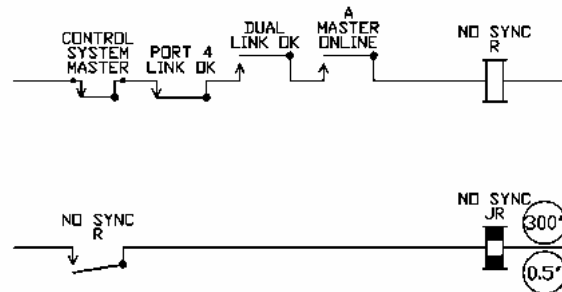 CONTROL
SYSTEM
MASTER
PORT 4
LINK OK
DUAL
LINK OK
A
MASTER
ONLINE
NO SYNC
R
NO SYNC
R
NO SYNC
JR
300"
0.5"